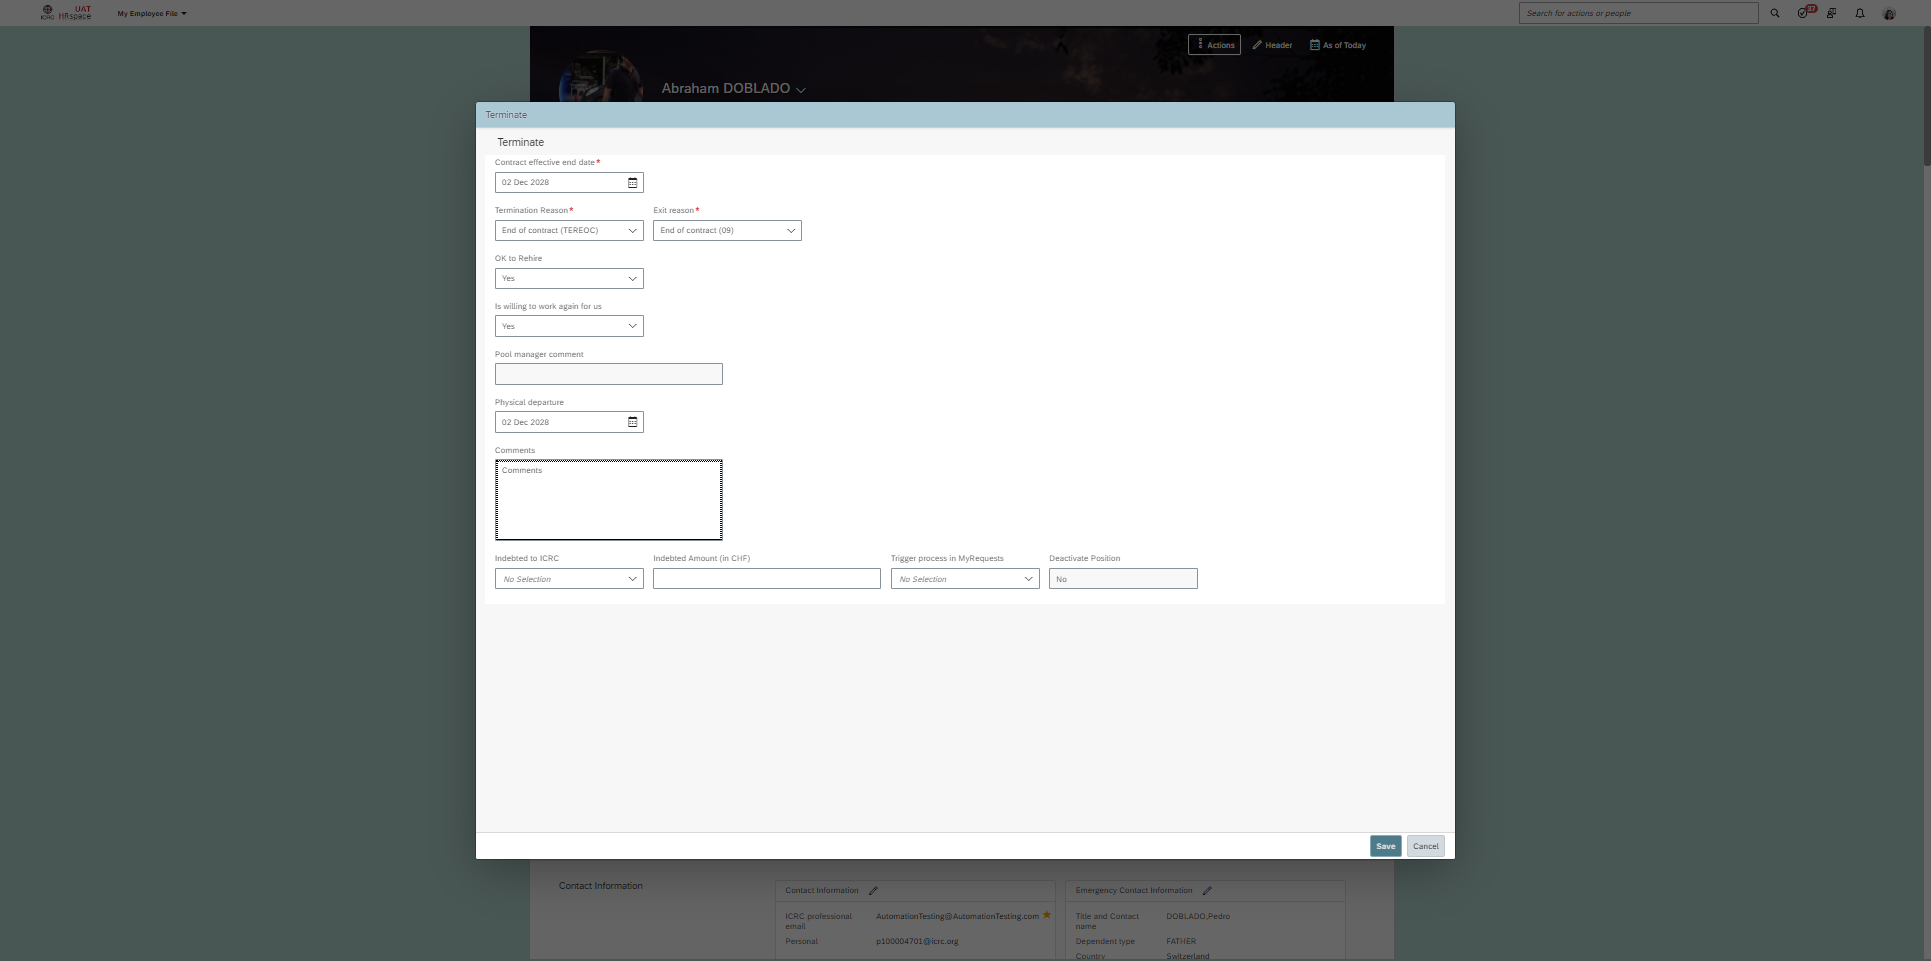 ICRC UAT HRspace My Employee File Search for actions or people 37
Actions Header As of Today
Abraham DOBLADO
Terminate
Terminate
Contract effective end date*
02 Dec 2028
Termination Reason* Exit reason*
End of contract (TEREOC) End of contract (09)
OK to Rehire
Yes
Is willing to work again for us
Yes
Pool manager comment
Physical departure
02 Dec 2028
Comments
Comments
Indebted to ICRC Indebted Amount (in CHF) Trigger process in MyRequests Deactivate Position
No Selection No Selection No
Save Cancel
Contact Information Contact Information Emergency Contact Information
ICRC professional email AutomationTesting@AutomationTesting.com Title and Contact name DOBLADO,Pedro
Personal p100004701@icrc.org Dependent type FATHER
Country Switzerland